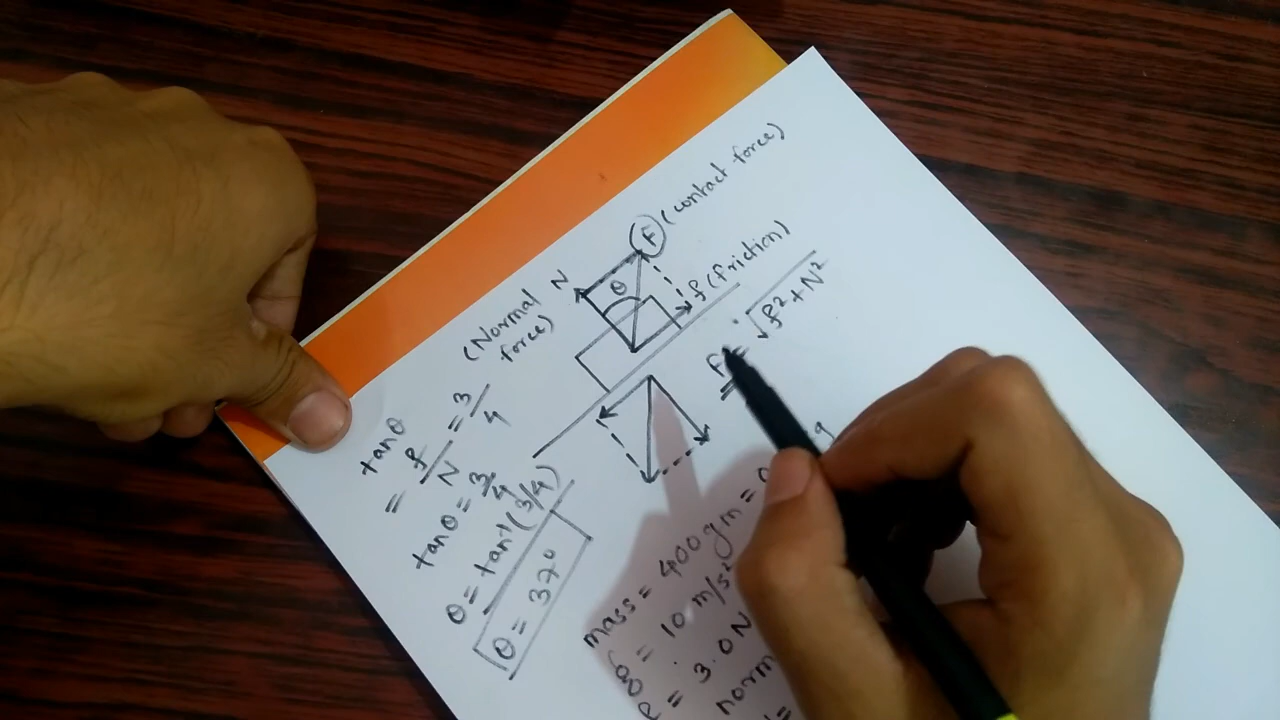 F (contact force)
N
θ
f (friction)
(Normal
force)
F = √f² + N²
tanθ
= f/N = 3/4
tanθ = 3/4
θ = tan⁻¹(3/4)
θ = 37°
mass = 400 gm = 0
g
g = 10 m/s²
= 3.0 N
norm